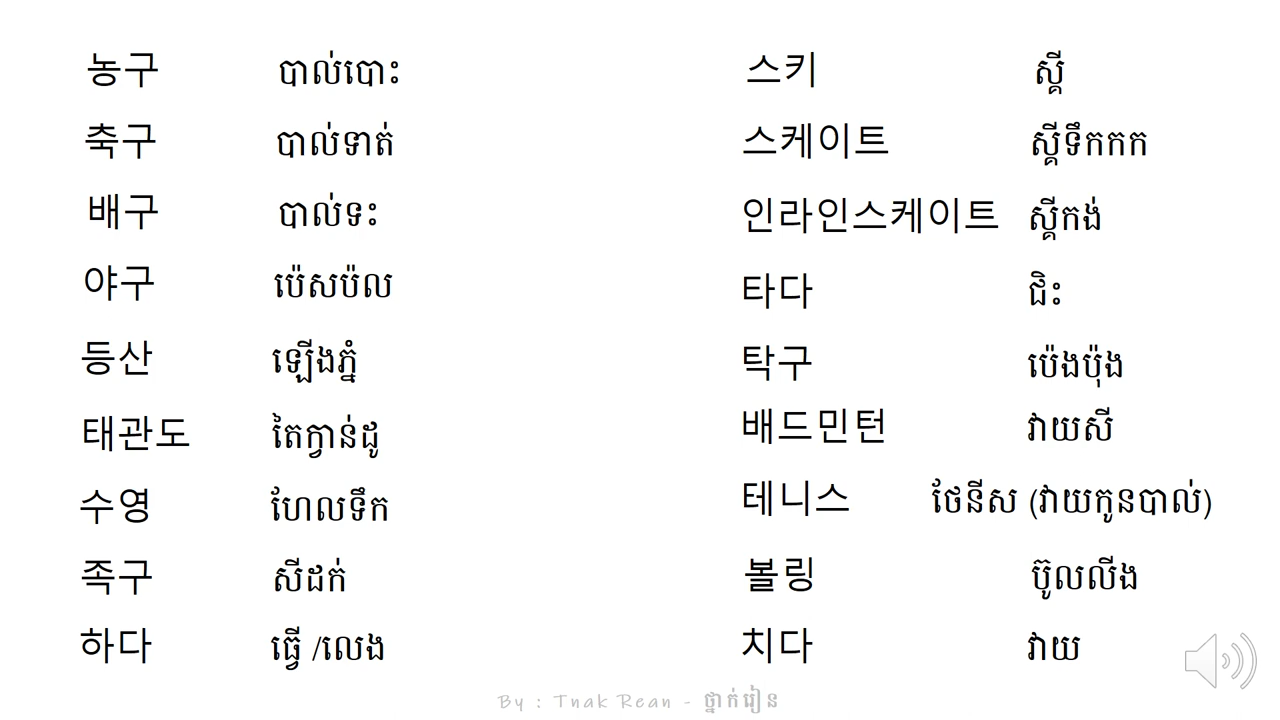 농구 បាល់បោះ
축구 បាល់ទាត់
배구 បាល់ទះ
야구 ប៉េសប៉ល
등산 ឡើងភ្នំ
태관도 តៃក្វាន់ដូ
수영 ហែលទឹក
족구 សីដក់
하다 ធ្វើ /លេង
스키 ស្គី
스케이트 ស្គីទឹកកក
인라인스케이트 ស្គីកង់
타다 ជិះ
탁구 ប៉េងប៉ុង
배드민턴 វាយសី
테니스 ថែនីស (វាយកូនបាល់)
볼링 ប៊ូលលីង
치다 វាយ
By : Tnak Rean - ថ្នាក់រៀន